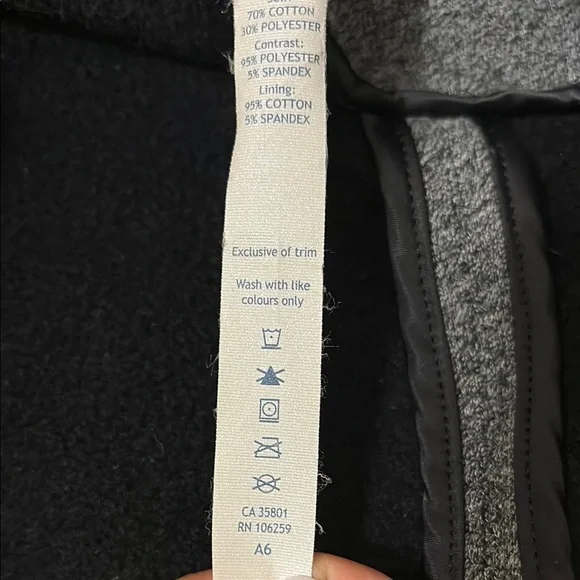 70% COTTON
30% POLYESTER
Contrast:
95% POLYESTER
5% SPANDEX
Lining:
95% COTTON
5% SPANDEX
Exclusive of trim
Wash with like
colours only
CA 35801
RN 106259
A6